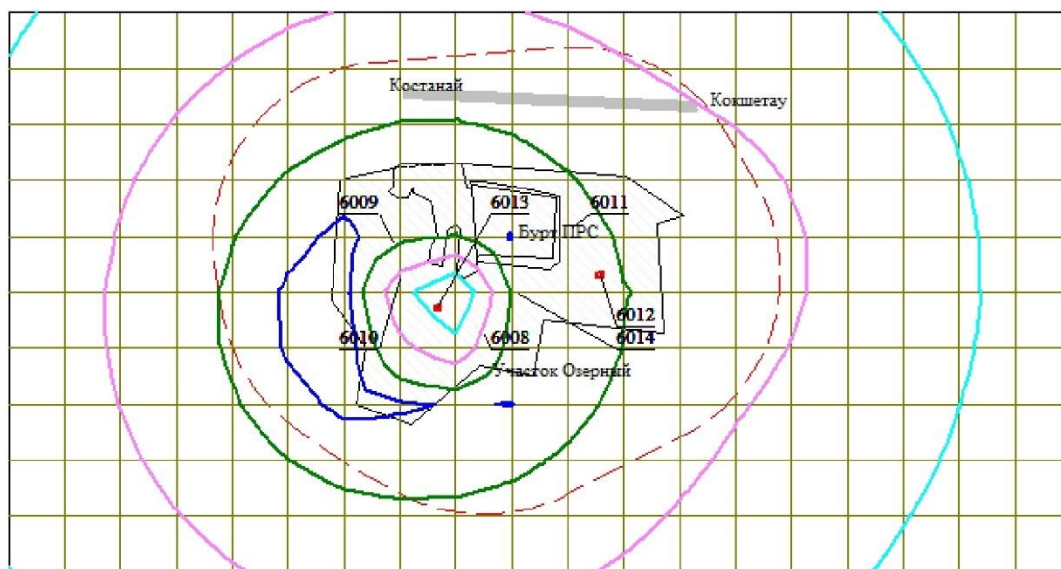 Костанай
Кокшетау
6009
6013
6011
Бурт ПРС
6012
6010
6008
6014
Участок Озерный